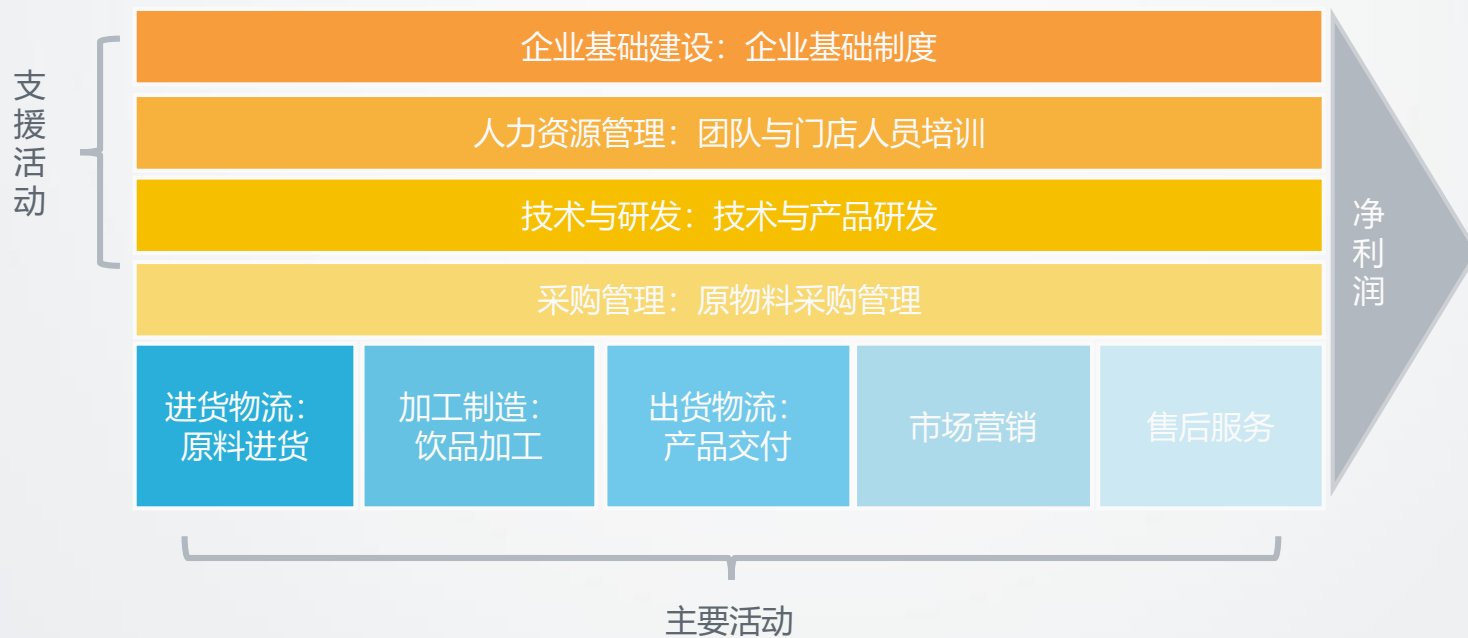 支援活动
企业基础建设：企业基础制度
人力资源管理：团队与门店人员培训
技术与研发：技术与产品研发
采购管理：原物料采购管理
进货物流：
原料进货
加工制造：
饮品加工
出货物流：
产品交付
市场营销
售后服务
净利润
主要活动